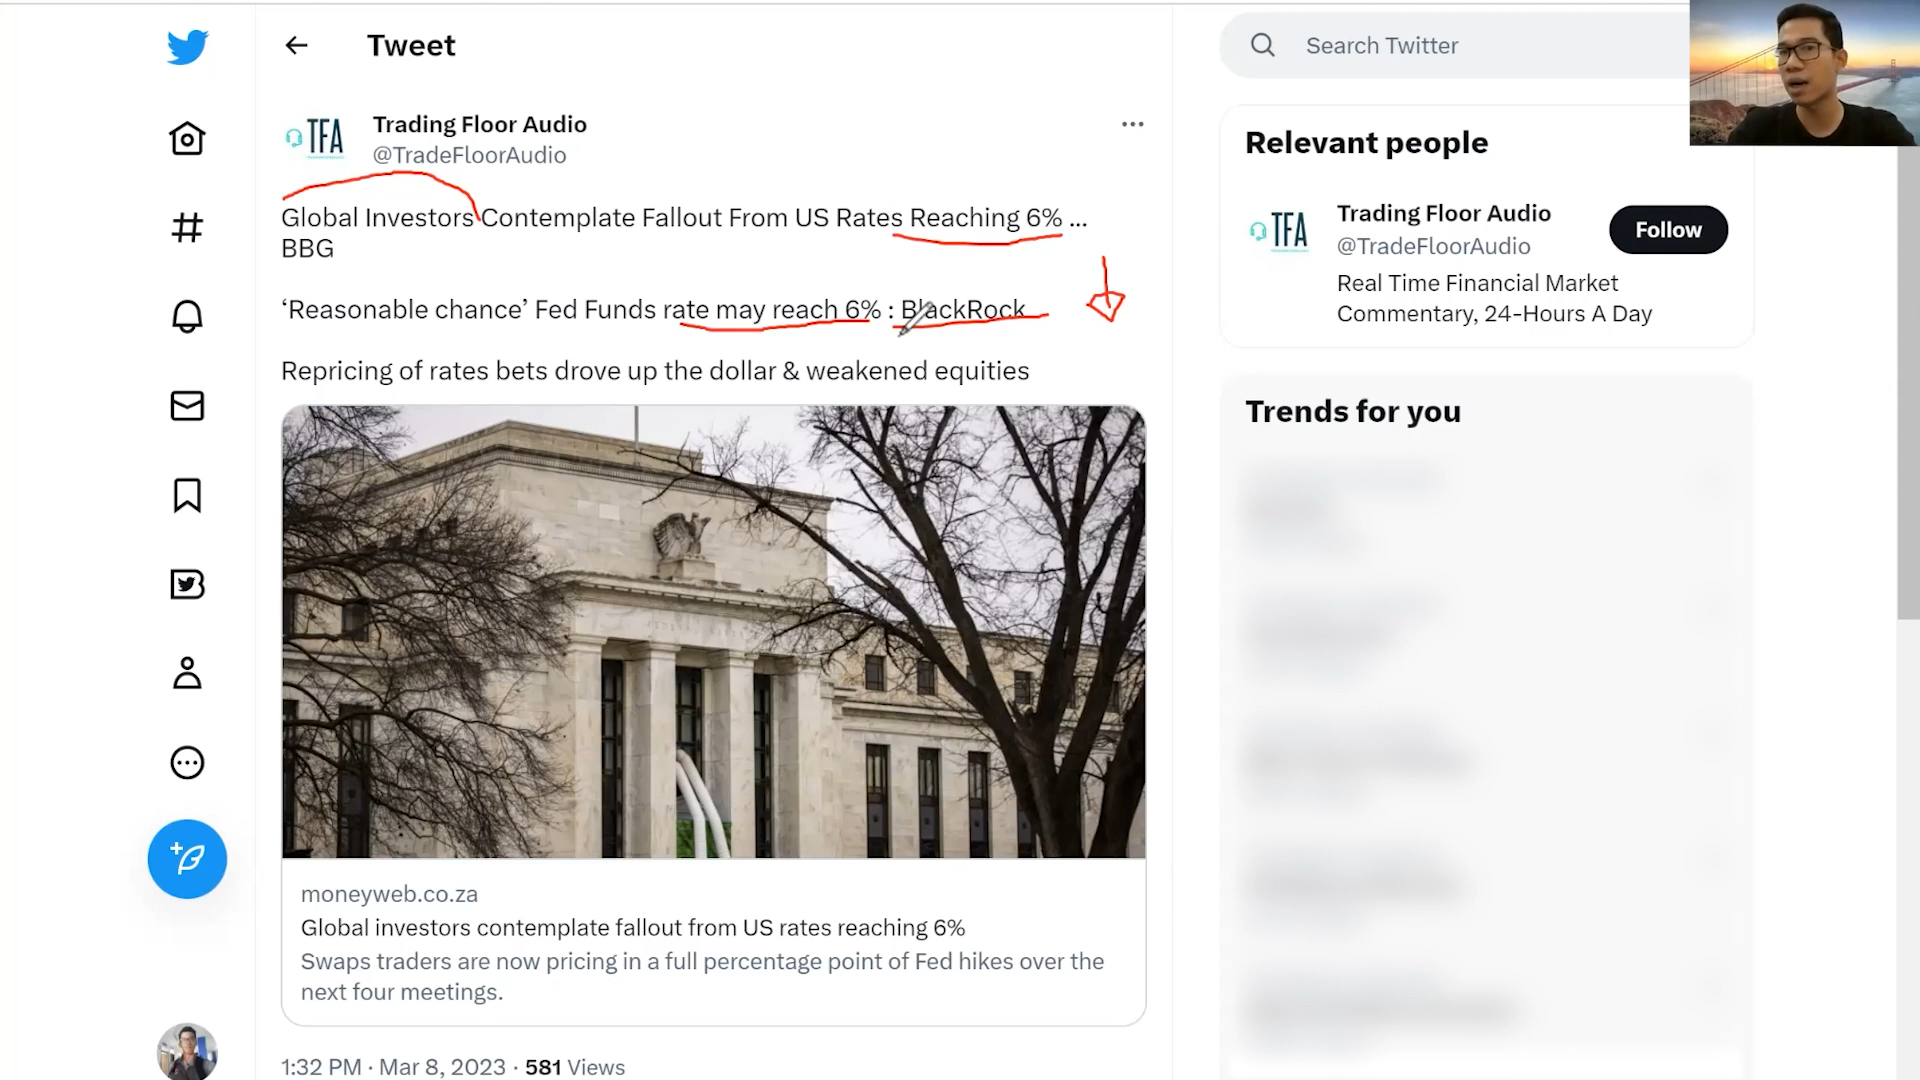 Tweet
TFA
Trading Floor Audio
@TradeFloorAudio
Global Investors Contemplate Fallout From US Rates Reaching 6% ...
BBG
‘Reasonable chance’ Fed Funds rate may reach 6% : BlackRock
Repricing of rates bets drove up the dollar & weakened equities
moneyweb.co.za
Global investors contemplate fallout from US rates reaching 6%
Swaps traders are now pricing in a full percentage point of Fed hikes over the
next four meetings.
1:32 PM · Mar 8, 2023 · 581 Views
Search Twitter
Relevant people
TFA
Trading Floor Audio
@TradeFloorAudio
Follow
Real Time Financial Market
Commentary, 24-Hours A Day
Trends for you